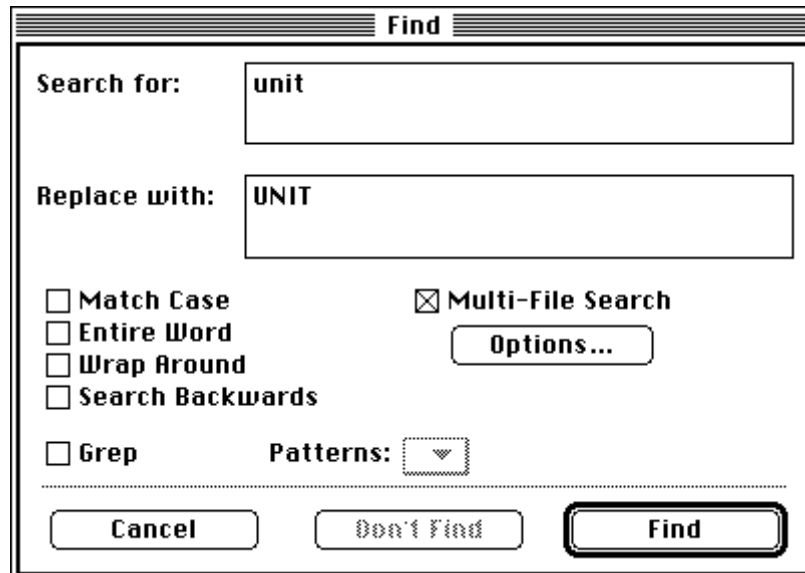 Find
Search for: unit
Replace with: UNIT
Match Case Multi-File Search
Entire Word Options...
Wrap Around
Search Backwards
Grep Patterns:
Cancel Don't Find Find